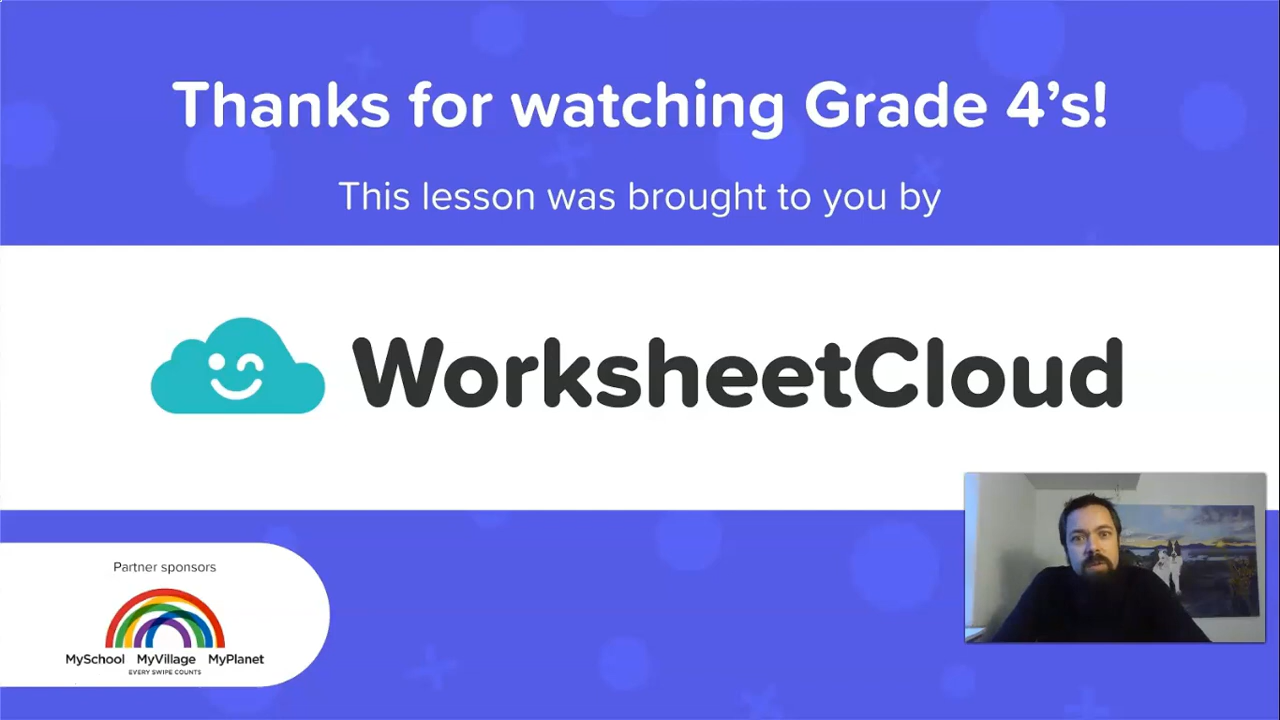 Thanks for watching Grade 4's!
This lesson was brought to you by
WorksheetCloud
Partner sponsors
MySchool MyVillage MyPlanet
EVERY SWIPE COUNTS